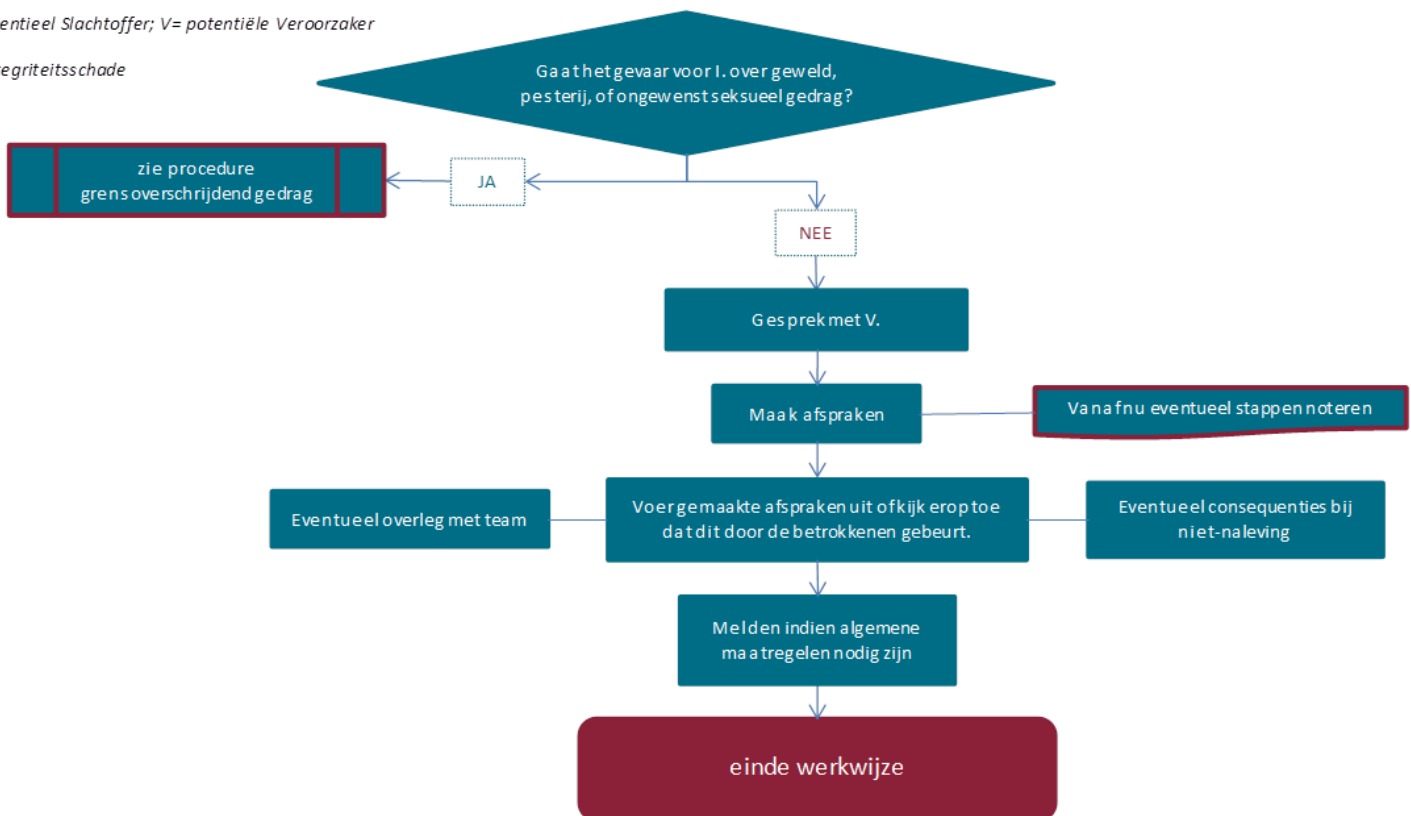 entieel Slachtoffer; V= potentiële Veroorzaker
egriteitsschade
Gaat het gevaar voor I. over geweld,
pesterij, of ongewenst seksueel gedrag?
zie procedure
grensoverschrijdend gedrag
JA
NEE
Gesprek met V.
Maak afspraken
Vanaf nu eventueel stappen noteren
Eventueel overleg met team
Voer gemaakte afspraken uit of kijk erop toe
dat dit door de betrokkenen gebeurt.
Eventueel consequenties bij
niet-naleving
Melden indien algemene
maatregelen nodig zijn
einde werkwijze